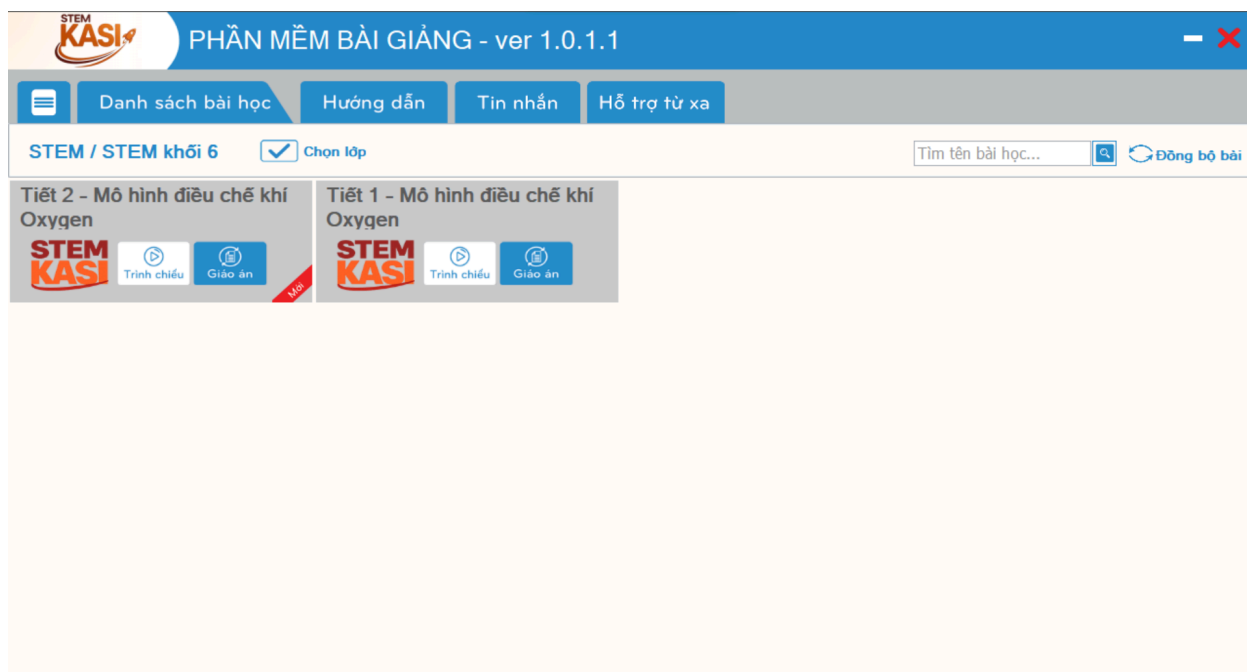 STEM
KASI
PHẦN MỀM BÀI GIẢNG - ver 1.0.1.1
Danh sách bài học
Hướng dẫn
Tin nhắn
Hỗ trợ từ xa
STEM / STEM khối 6
Chọn lớp
Tìm tên bài học...
Đồng bộ bài
Tiết 2 - Mô hình điều chế khí
Oxygen
STEM
KASI
Trình chiếu
Giáo án
Mới
Tiết 1 - Mô hình điều chế khí
Oxygen
STEM
KASI
Trình chiếu
Giáo án